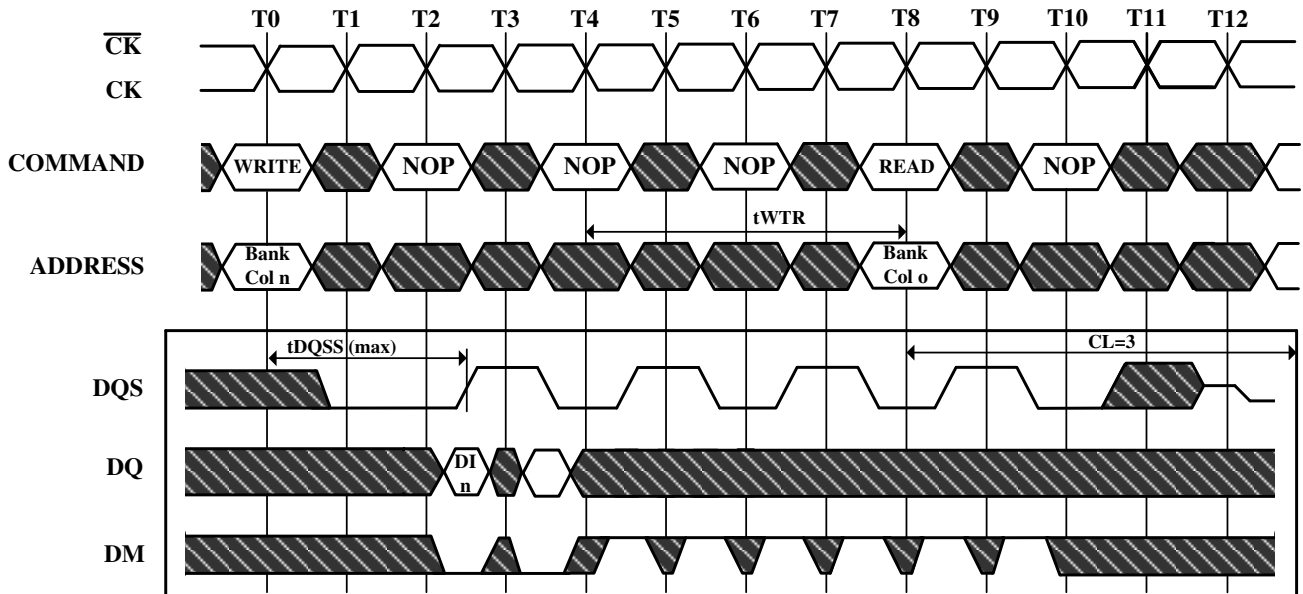 T0 T1 T2 T3 T4 T5 T6 T7 T8 T9 T10 T11 T12
CK
CK
COMMAND WRITE NOP NOP NOP READ NOP
tWTR
ADDRESS Bank Col n Bank Col o
tDQSS (max) CL=3
DQS
DQ DI n
DM